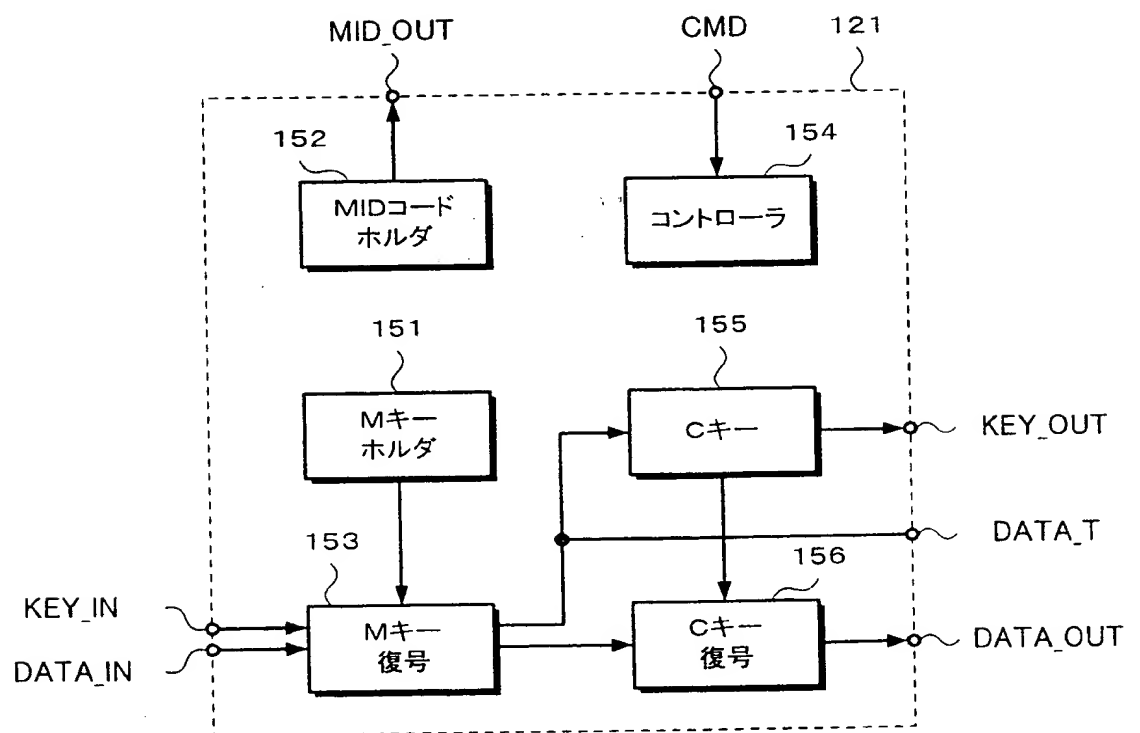 MID_OUT
CMD
121
152
154
MIDコード
ホルダ
コントローラ
151
155
Mキー
ホルダ
Cキー
KEY_OUT
DATA_T
153
156
KEY_IN
DATA_IN
Mキー
復号
Cキー
復号
DATA_OUT